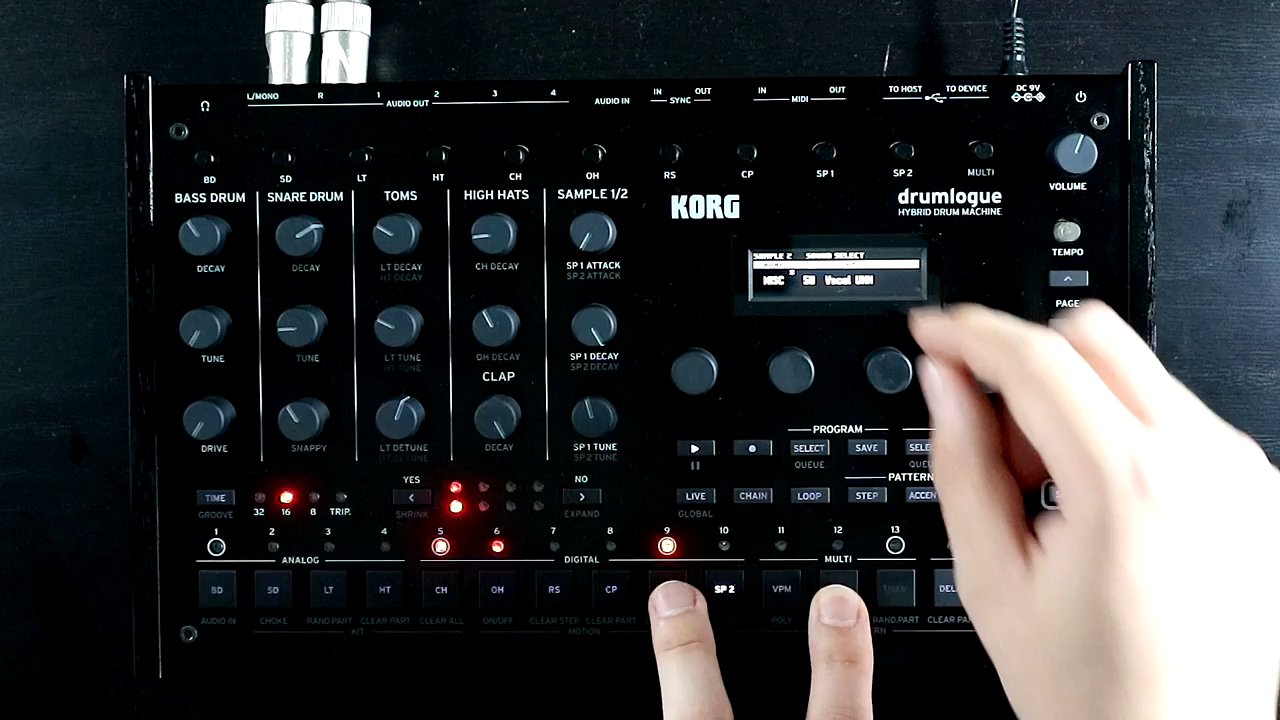 L/MONO R 1 2 3 4
AUDIO OUT
AUDIO IN
IN OUT
SYNC
IN OUT
MIDI
TO HOST TO DEVICE
DC 9V
BD SD LT HT CH OH RS CP SP 1 SP 2 MULTI
VOLUME
BASS DRUM SNARE DRUM TOMS HIGH HATS SAMPLE 1/2
KORG
drumlogue
HYBRID DRUM MACHINE
TEMPO
PAGE
SAMPLE 2 SOUND SELECT
MISC 50 Vocal UHH
DECAY DECAY LT DECAY CH DECAY SP 1 ATTACK
HT DECAY SP 2 ATTACK
TUNE TUNE LT TUNE OH DECAY SP 1 DECAY
HT TUNE SP 2 DECAY
CLAP
DRIVE SNAPPY LT DETUNE DECAY SP 1 TUNE
HT DETUNE SP 2 TUNE
PROGRAM
SELECT SAVE
QUEUE
PATTERN
LIVE CHAIN LOOP STEP ACCENT
GLOBAL
YES NO
TIME
GROOVE
32 16 8 TRIP.
SHRINK EXPAND
1 2 3 4 5 6 7 8 9 10 11 12 13
ANALOG DIGITAL MULTI
BD SD LT HT CH OH RS CP SP 2 VPM
AUDIO IN CHOKE RAND.PART CLEAR PART CLEAR ALL ON/OFF CLEAR STEP CLEAR PART POLY RAND.PART
KIT MOTION